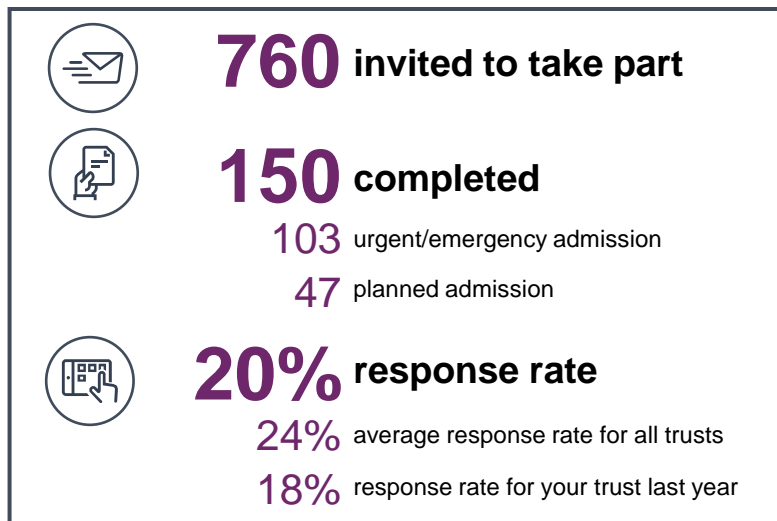 760 invited to take part
150 completed
103 urgent/emergency admission
47 planned admission
20% response rate
24% average response rate for all trusts
18% response rate for your trust last year